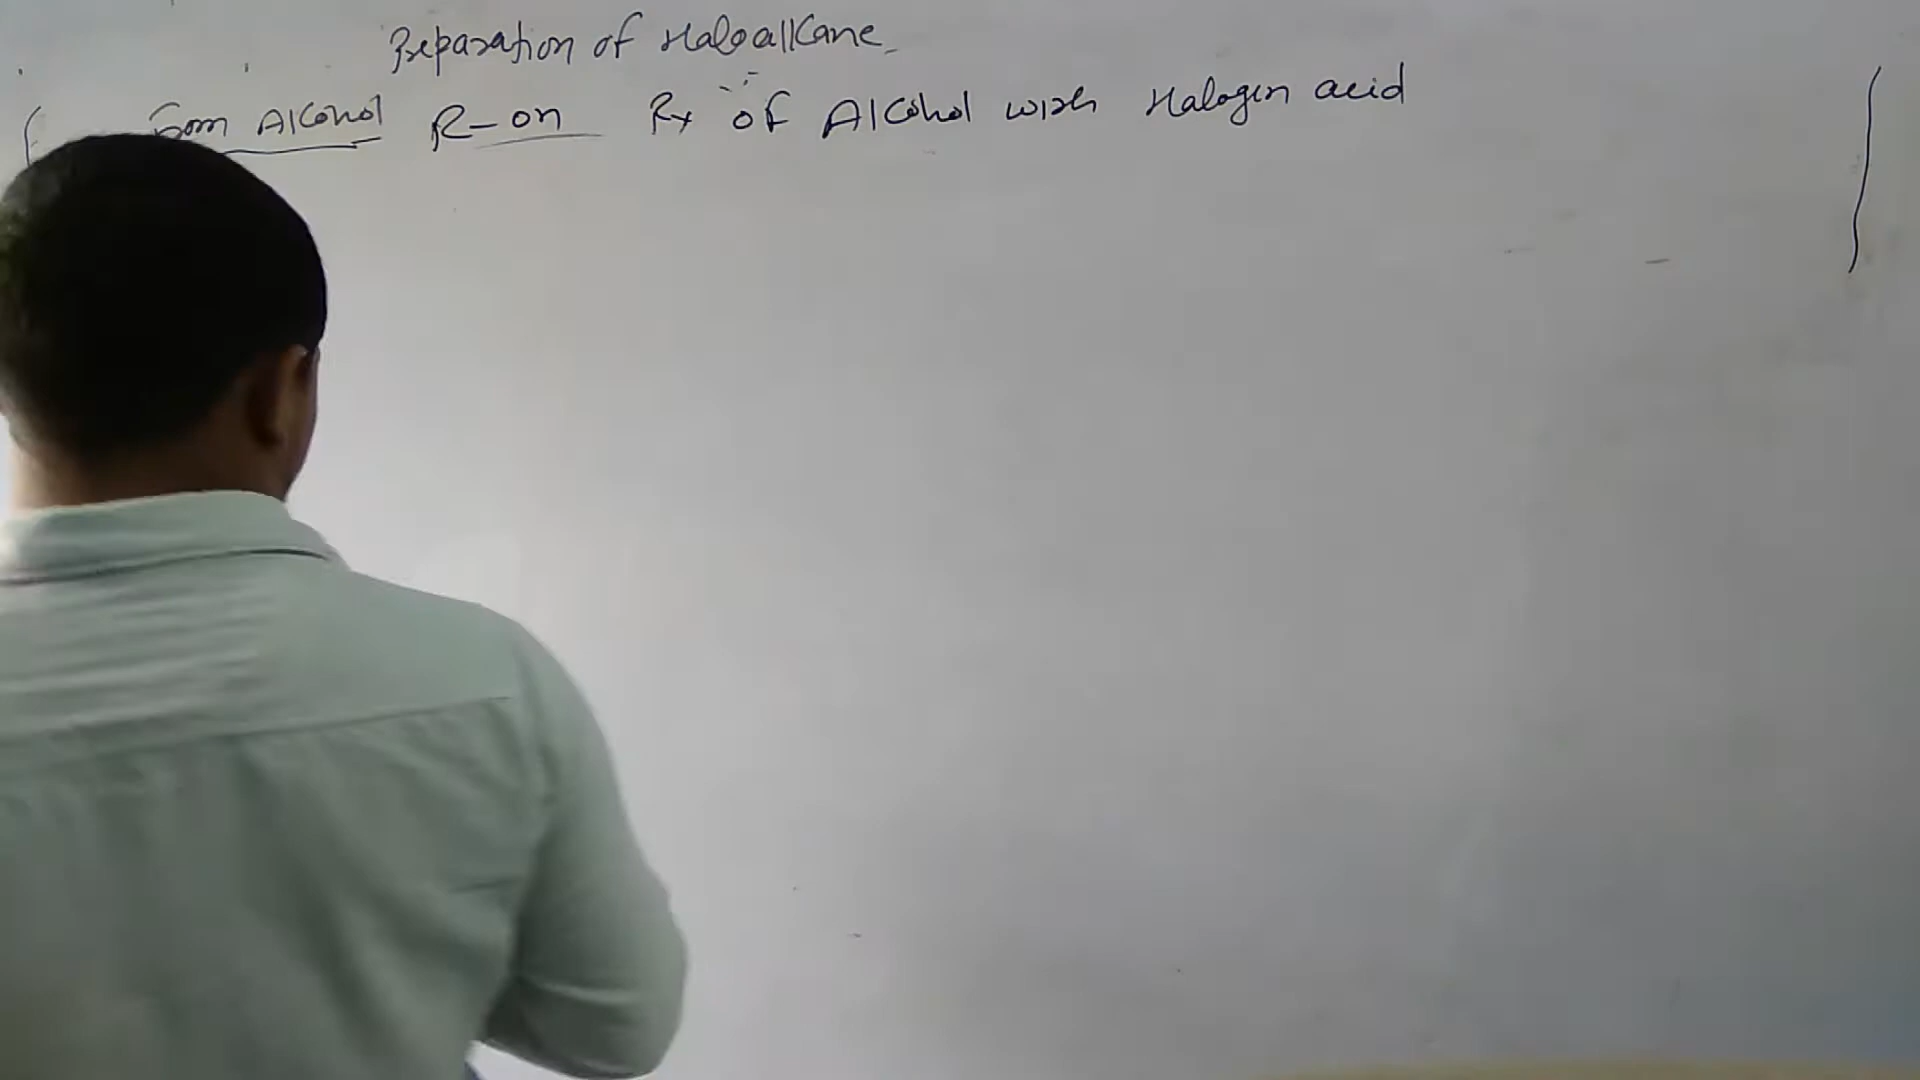 Preparation of Haloalkane
From Alcohol R-OH Rx of Alcohol with Halogen acid